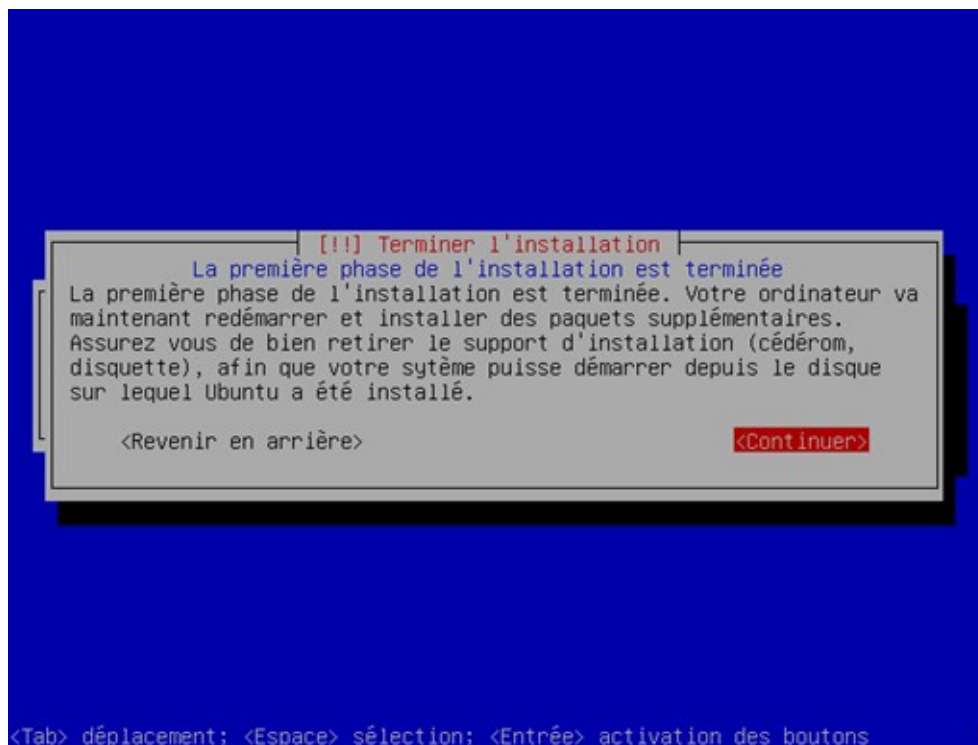 [!!] Terminer l'installation
La première phase de l'installation est terminée
La première phase de l'installation est terminée. Votre ordinateur va
maintenant redémarrer et installer des paquets supplémentaires.
Assurez vous de bien retirer le support d'installation (cédérom,
disquette), afin que votre sytème puisse démarrer depuis le disque
sur lequel Ubuntu a été installé.
<Revenir en arrière> <Continuer>
<Tab> déplacement; <Espace> sélection; <Entrée> activation des boutons